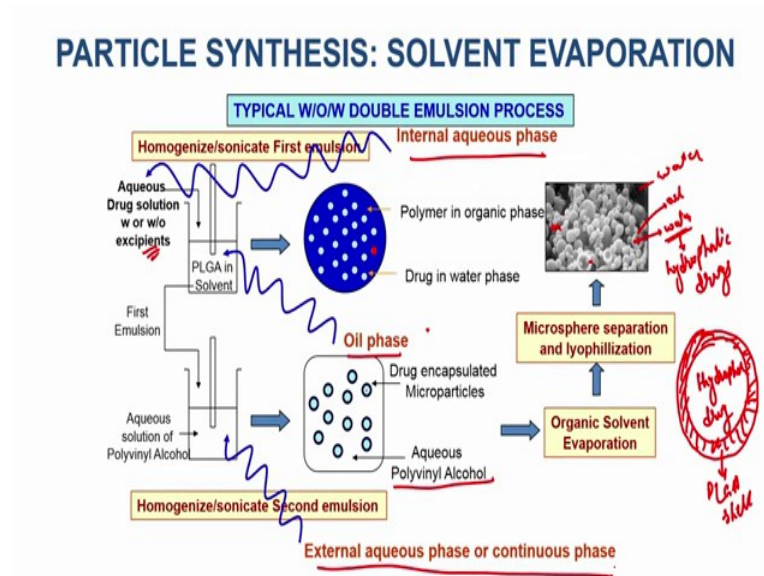 PARTICLE SYNTHESIS: SOLVENT EVAPORATION
TYPICAL W/O/W DOUBLE EMULSION PROCESS
Homogenize/sonicate First emulsion
Internal aqueous phase
Aqueous
Drug solution
w or w/o
excipients
PLGA in
Solvent
Polymer in organic phase
Drug in water phase
water
oil
water
hydrophilic
drugs
First
Emulsion
Oil phase
Drug encapsulated
Microparticles
Microsphere separation
and lyophillization
Aqueous
solution of
Polyvinyl Alcohol
Aqueous
Polyvinyl Alcohol
Organic Solvent
Evaporation
drug
PLGA
shell
Homogenize/sonicate Second emulsion
External aqueous phase or continuous phase